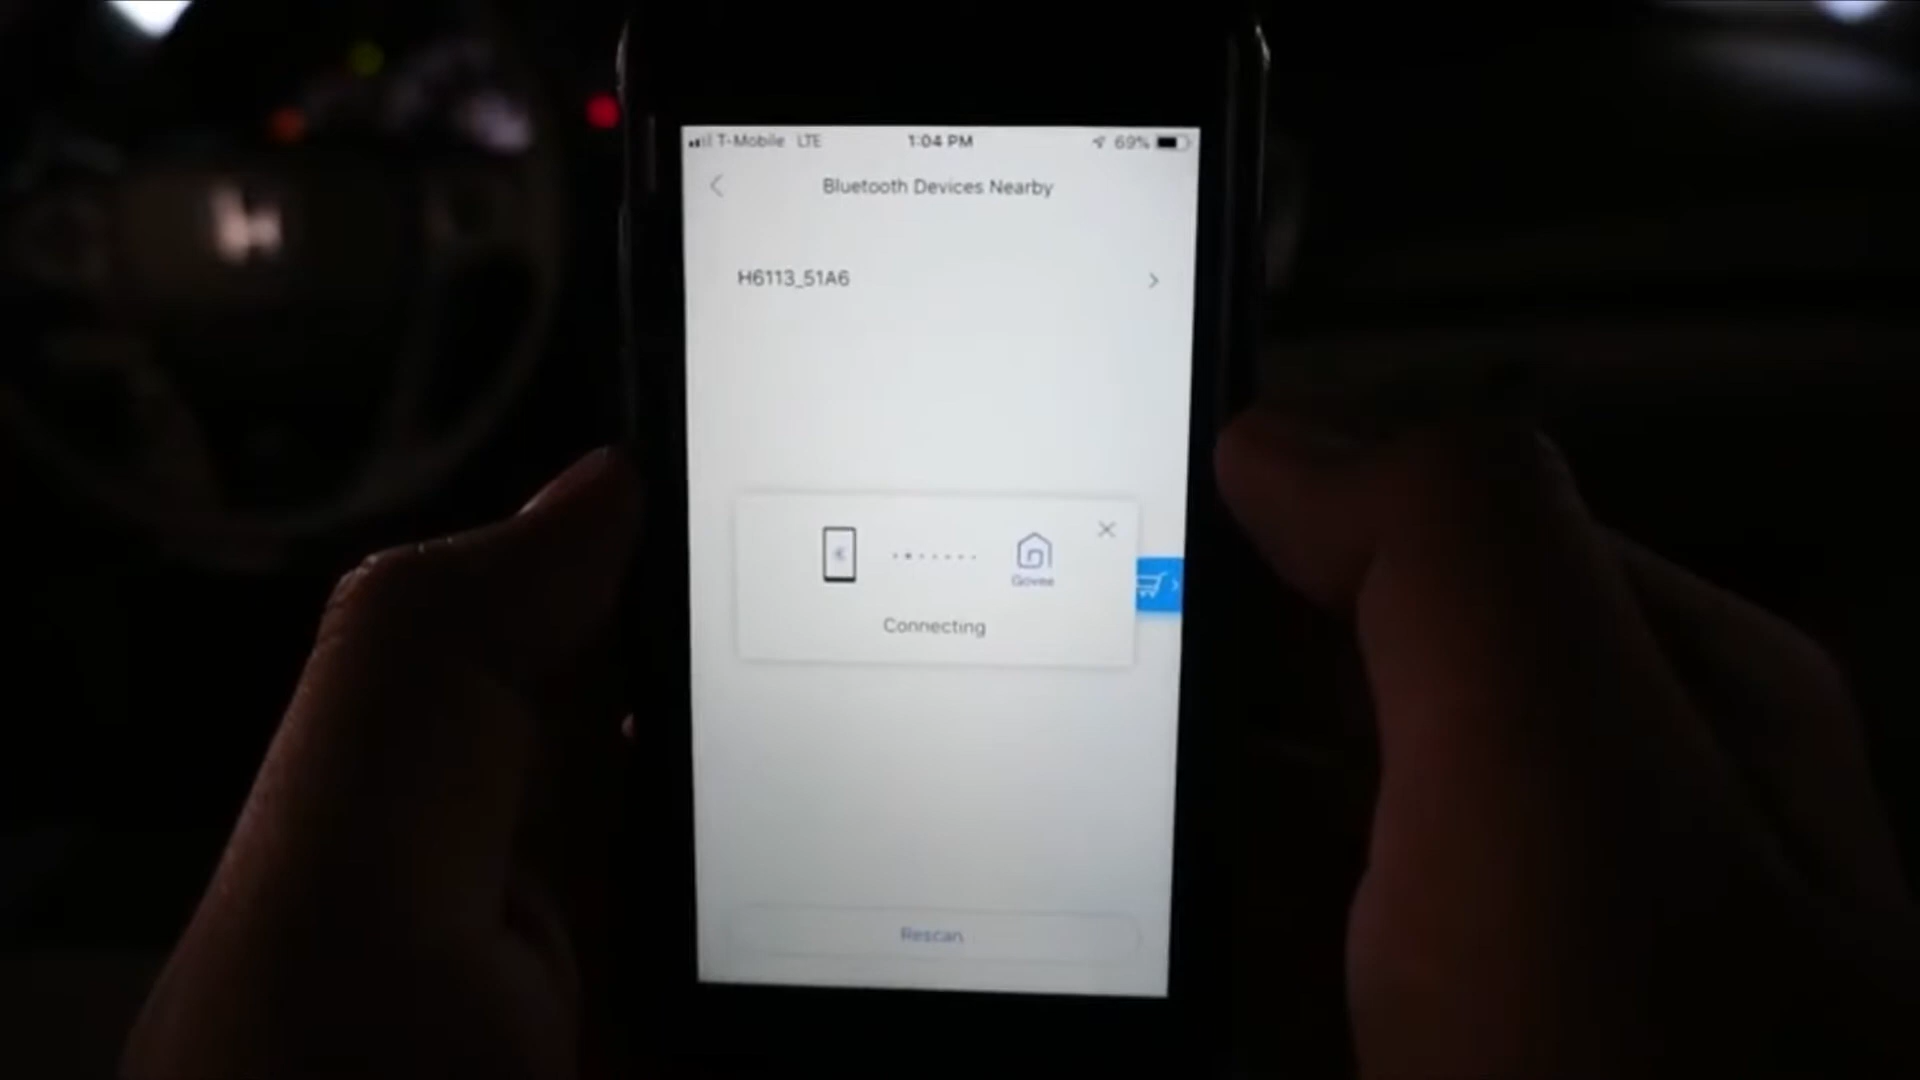 T-Mobile LTE 1:04 PM 69%
Bluetooth Devices Nearby
H6113_51A6
Govee
Connecting
Rescan